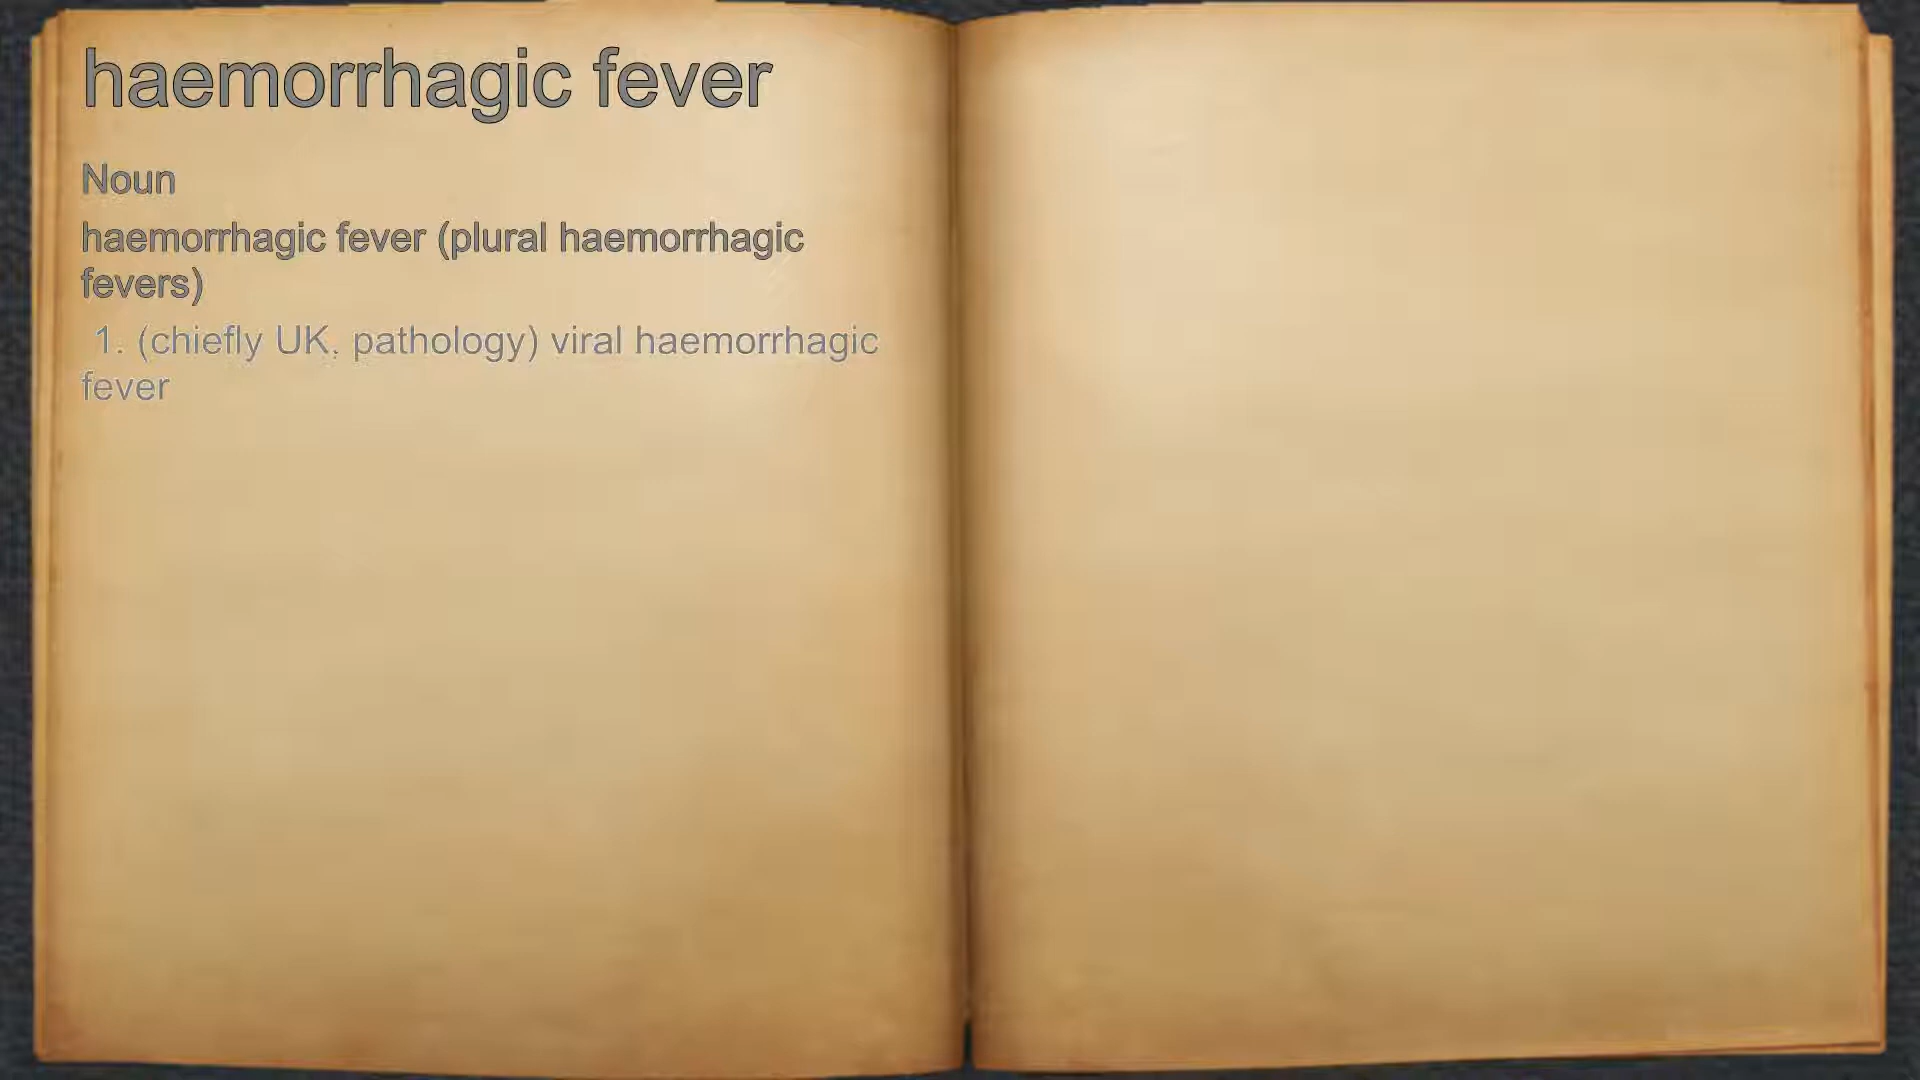 haemorrhagic fever
Noun
haemorrhagic fever (plural haemorrhagic
fevers)
1. (chiefly UK, pathology) viral haemorrhagic
fever